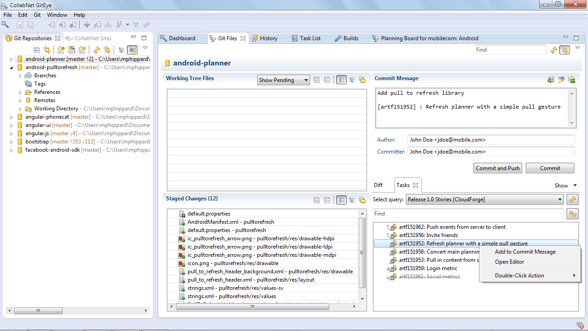 CollabNet GitEye
File Edit Window Help
Git Repositories
CollabNet Sites
android-planner [master ↑2] - C:\Users\mphippard\
android-pulltorefresh [master] - C:\Users\mphippard
Branches
Tags
References
Remotes
Working Directory - C:\Users\mphippard\Docum
angular-phonecat [master] - C:\Users\mphippard\D
angular-ui [master] - C:\Users\mphippard\Docume
angular.js [master ↓4] - C:\Users\mphippard\Docu
bootstrap [master ↑253 ↓112] - C:\Users\mphippard\
facebook-android-sdk [master] - C:\Users\mphippar
Dashboard
Git Files
History
Task List
Builds
Planning Board for mobilecom: Android
Find
android-planner
Working Tree Files
Show Pending
Staged Changes (12/12)
default.properties
AndroidManifest.xml - pulltorefresh
default.properties - pulltorefresh
ic_pulltorefresh_arrow.png - pulltorefresh/res/drawable-hdpi
ic_pulltorefresh_arrow.png - pulltorefresh/res/drawable-mdpi
ic_pulltorefresh_arrow.png - pulltorefresh/res/drawable
icon.png - pulltorefresh/res/drawable
pull_to_refresh_header_background.xml - pulltorefresh/res/drawable
pull_to_refresh_header.xml - pulltorefresh/res/layout
strings.xml - pulltorefresh/res/values-sv
strings.xml - pulltorefresh/res/values
Commit Message
Add pull to refresh library
[artf151952] : Refresh planner with a simple pull gesture
Author: John Doe <jdoe@mobile.com>
Committer: John Doe <jdoe@mobile.com>
Commit and Push
Commit
Diff
Tasks
Show
Select query: Release 1.0 Stories [CloudForge]
Find
artf151962: Push events from server to client
artf151956: Invite friends
artf151952: Refresh planner with a simple pull gesture
artf151958: Convert main plannin
artf151954: Pull in content from s
artf151959: Login metric
Social metrics
Add to Commit Message
Open Editor
Double-Click Action